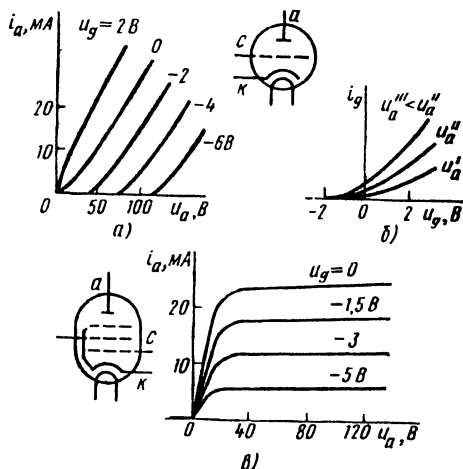 i_a, мА
u_g = 2 В
0
-2
-4
-6В
20
10
0
50
100
u_a, В
а)
а
с
к
i_g
u_a''' < u_a''
u_a''
u_a'
-2
0
2
u_g, В
б)
а
с
к
i_a, мА
u_g = 0
-1,5 В
-3
-5 В
20
10
0
40
80
120
u_a, В
в)